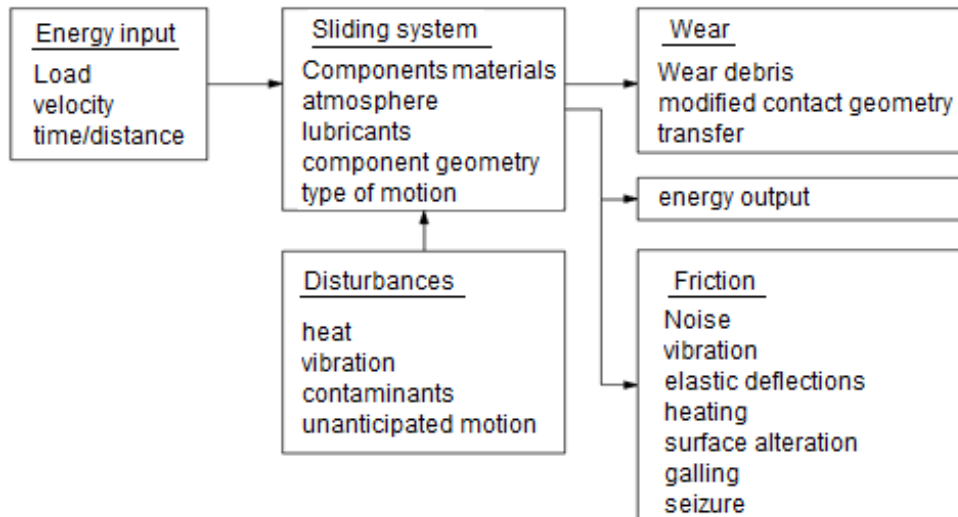 Energy input
Load
velocity
time/distance
Sliding system
Components materials
atmosphere
lubricants
component geometry
type of motion
Wear
Wear debris
modified contact geometry
transfer
energy output
Disturbances
heat
vibration
contaminants
unanticipated motion
Friction
Noise
vibration
elastic deflections
heating
surface alteration
galling
seizure